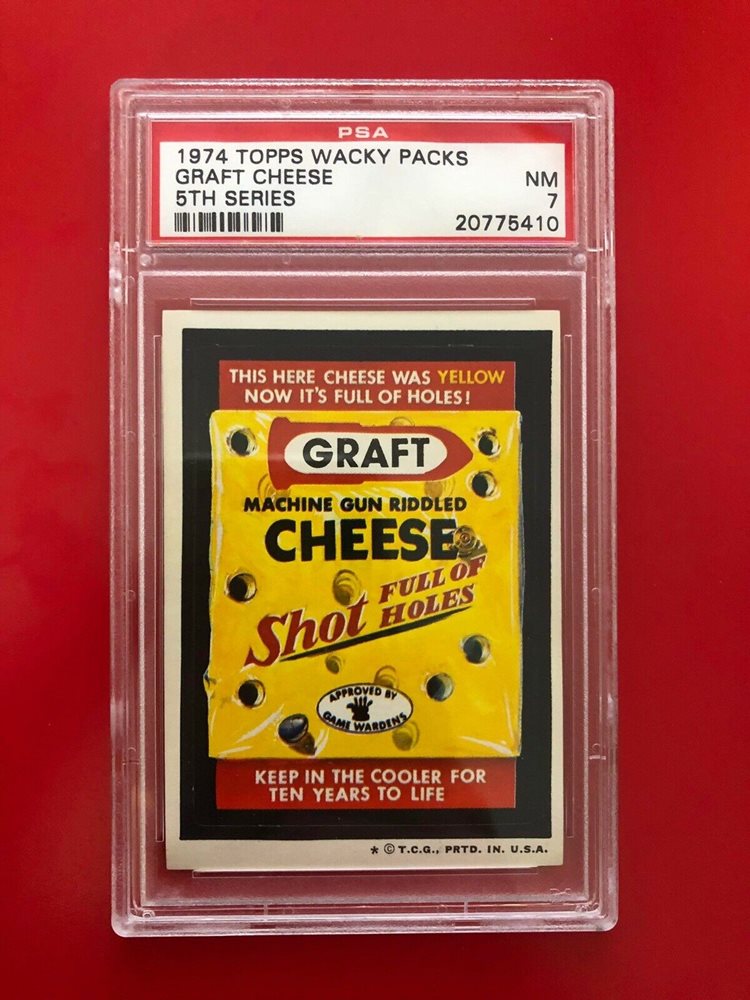 PSA
1974 TOPPS WACKY PACKS
GRAFT CHEESE NM
5TH SERIES 7
20775410
THIS HERE CHEESE WAS YELLOW
NOW IT'S FULL OF HOLES!
GRAFT
MACHINE GUN RIDDLED
CHEESE
Shot FULL OF
HOLES
APPROVED BY
GAME WARDENS
KEEP IN THE COOLER FOR
TEN YEARS TO LIFE
* © T.C.G., PRTD. IN. U.S.A.